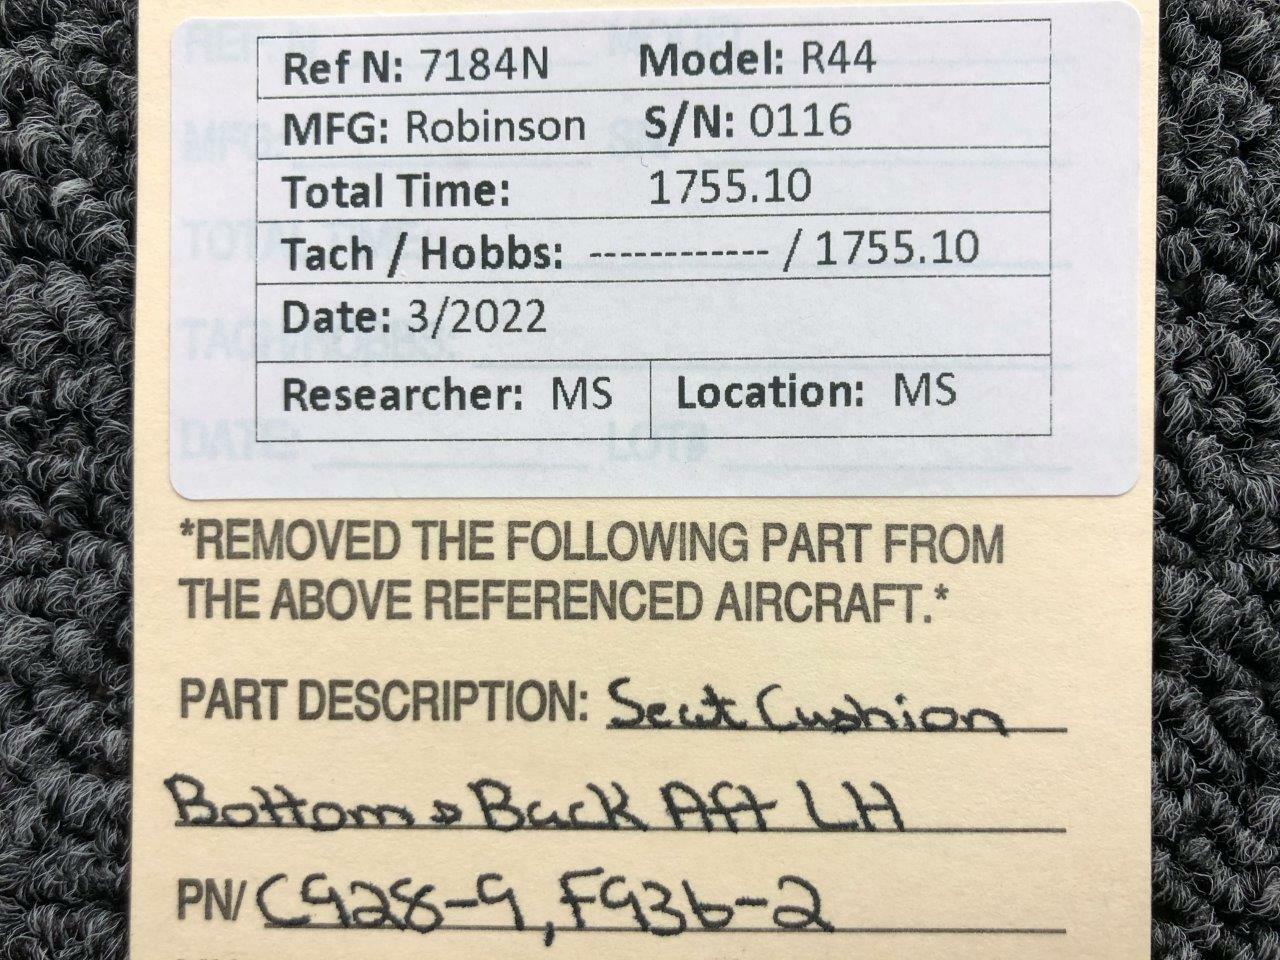 Ref N: 7184N Model: R44
MFG: Robinson S/N: 0116
Total Time: 1755.10
Tach / Hobbs: ------------ / 1755.10
Date: 3/2022
Researcher: MS Location: MS
*REMOVED THE FOLLOWING PART FROM
THE ABOVE REFERENCED AIRCRAFT.*
PART DESCRIPTION: Seat Cushion
Bottom & Back Aft LH
PN/ C928-9, F936-2